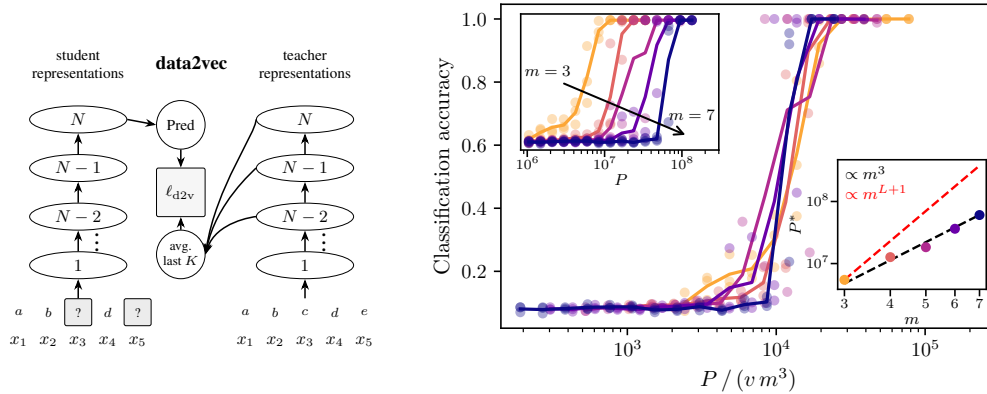 data2vec
student
representations
teacher
representations
N
Pred
N
N − 1
N − 1
ℓd2v
N − 2
N − 2
avg.
last K
1
1
a b ? d ?
a b c d e
x1 x2 x3 x4 x5
x1 x2 x3 x4 x5
Classification accuracy
1.0
0.8
0.6
0.4
0.2
10^3 10^4 10^5
P / (v m^3)
m = 3
m = 7
10^6 10^7 10^8
P
∝ m^3
∝ m^{L+1}
P*
10^8
10^7
3 4 5 6 7
m